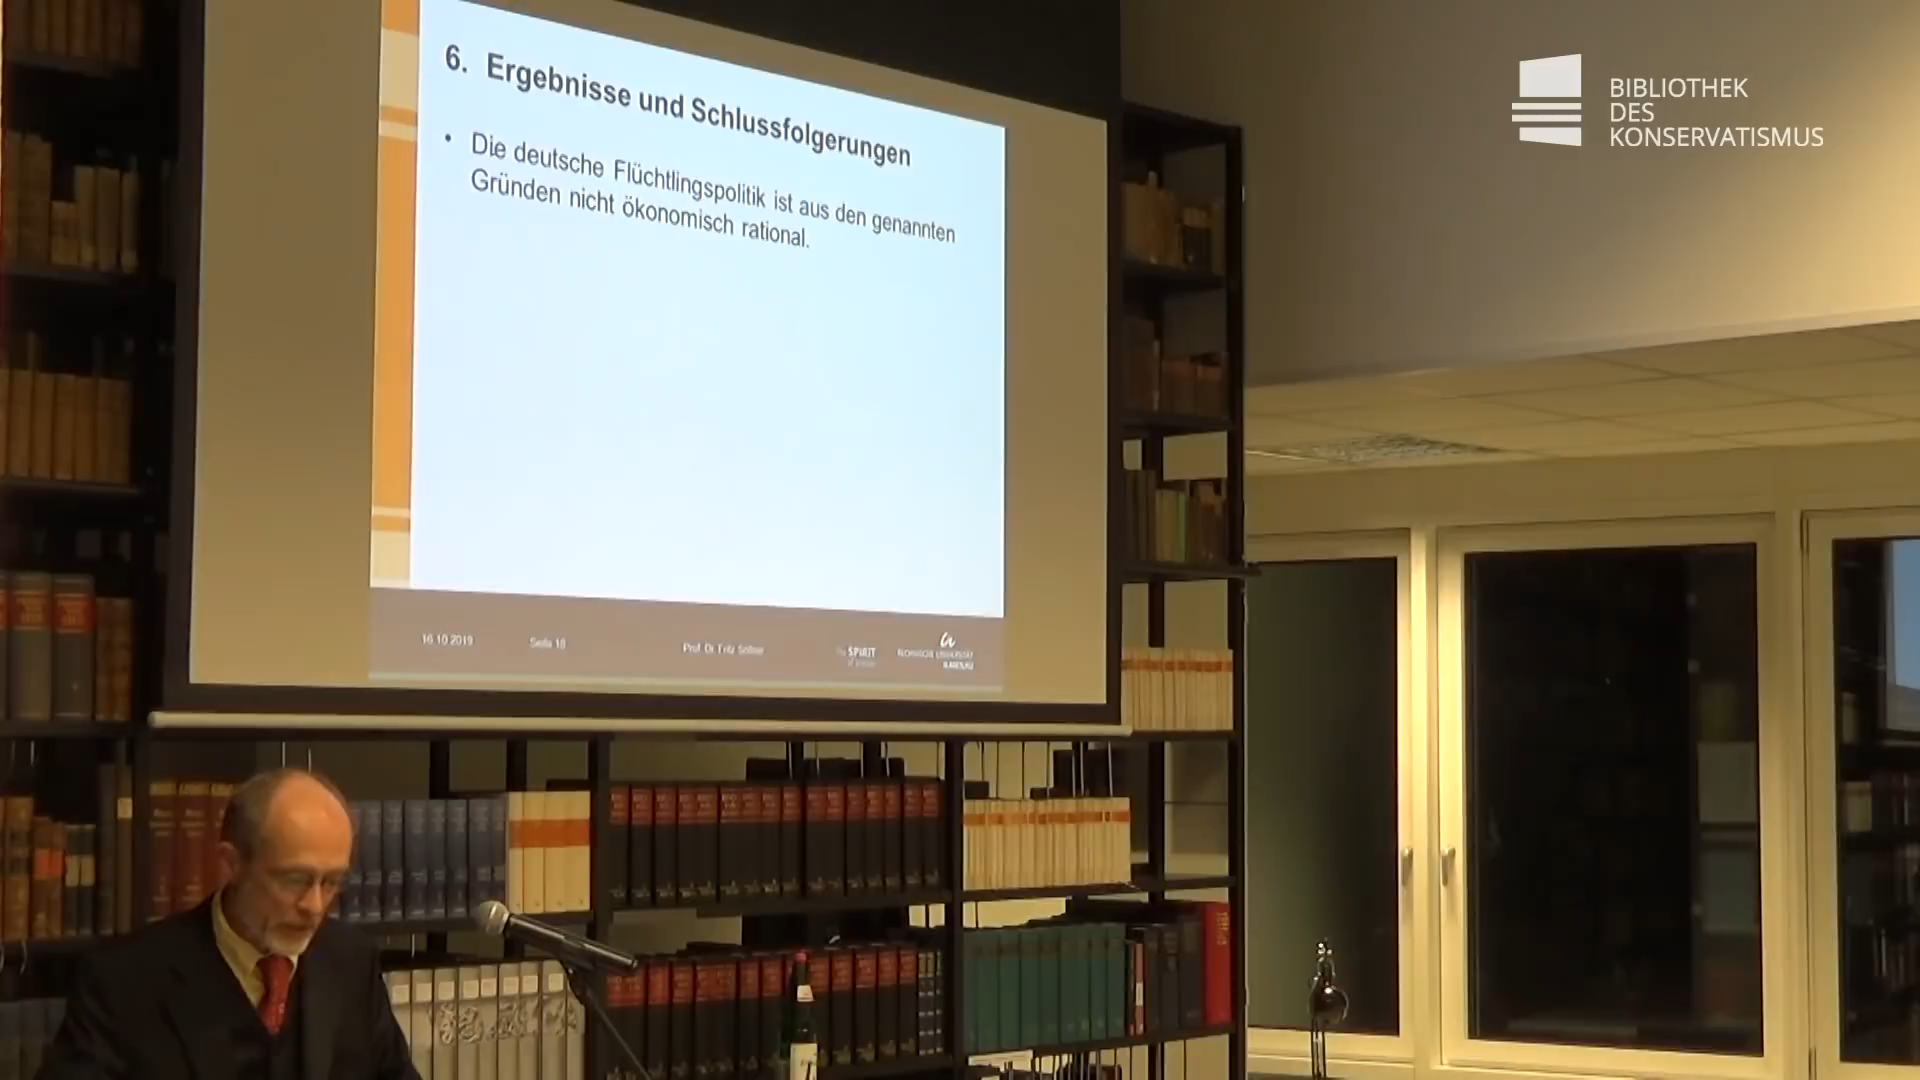 6. Ergebnisse und Schlussfolgerungen
• Die deutsche Flüchtlingspolitik ist aus den genannten
Gründen nicht ökonomisch rational.
16.10.2019
Seite 18
Prof. Dr. Fritz Söllner
SPIRIT
BIBLIOTHEK
DES
KONSERVATISMUS